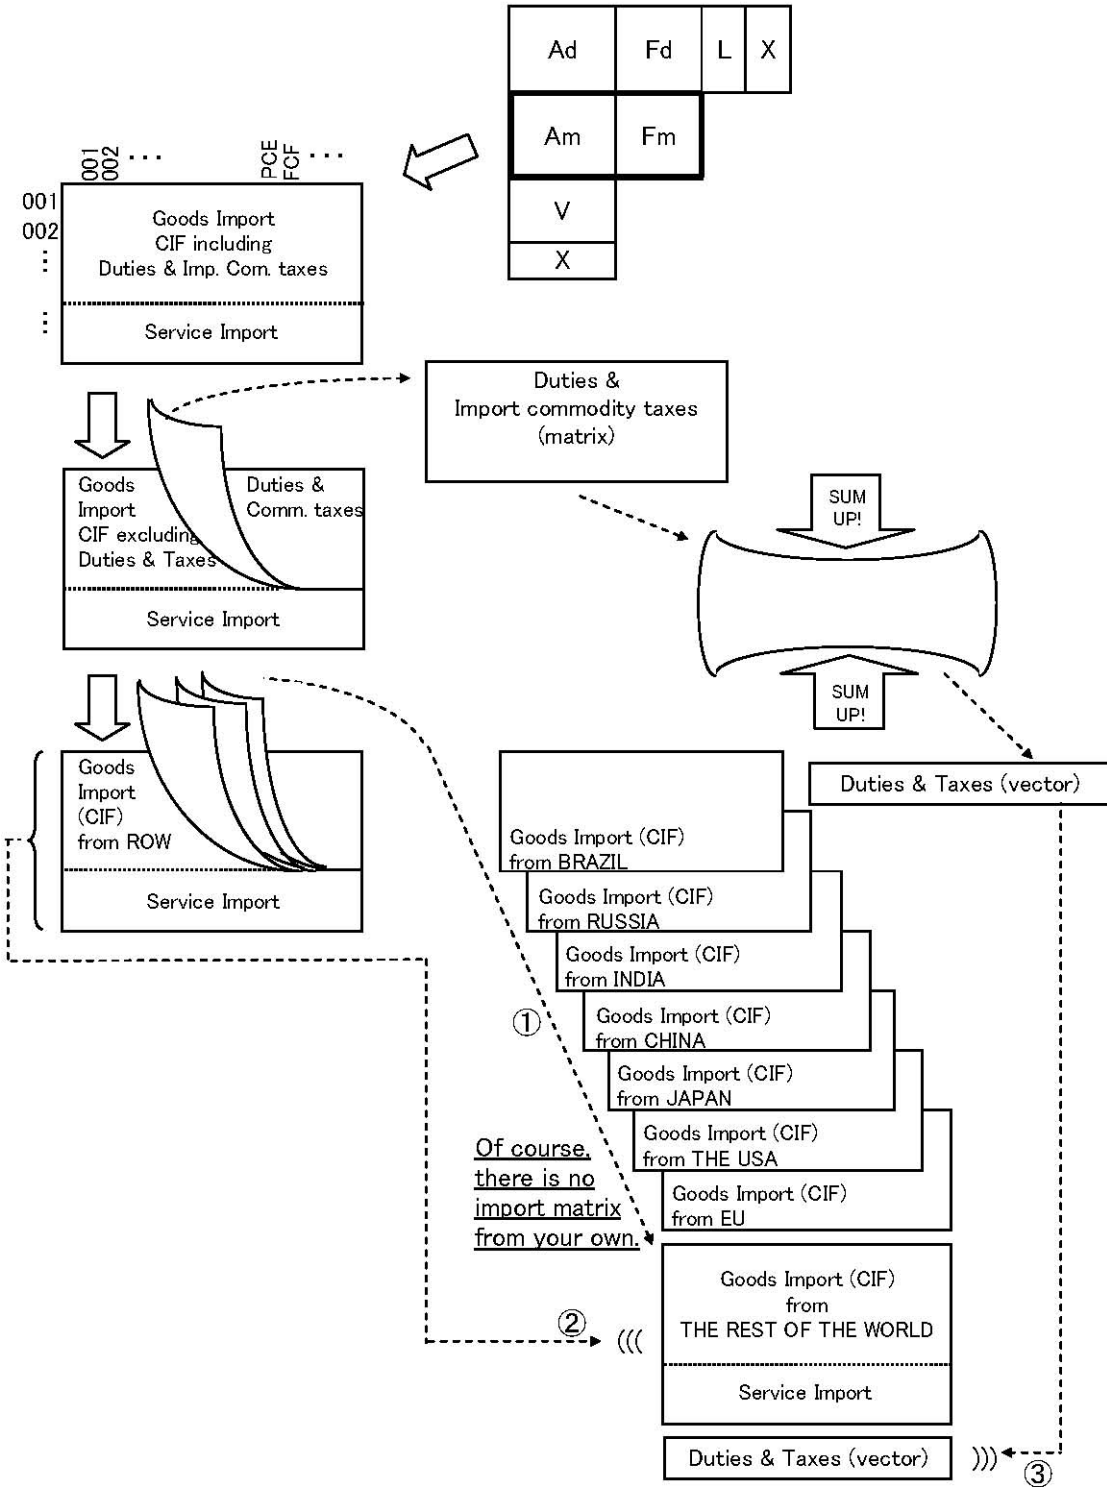 Ad Fd L X
Am Fm
V
X
001
002
・・・
PCE
FCF
・・・
001
002
Goods Import
CIF including
Duties & Imp. Com. taxes
Service Import
Duties &
Import commodity taxes
(matrix)
Goods
Import
CIF excluding
Duties & Taxes
Duties &
Comm. taxes
Service Import
SUM
UP!
SUM
UP!
Goods
Import
(CIF)
from ROW
Service Import
Duties & Taxes (vector)
Goods Import (CIF)
from BRAZIL
Goods Import (CIF)
from RUSSIA
Goods Import (CIF)
from INDIA
Goods Import (CIF)
from CHINA
Goods Import (CIF)
from JAPAN
Goods Import (CIF)
from THE USA
Goods Import (CIF)
from EU
①
Of course,
there is no
import matrix
from your own.
②
(((
Goods Import (CIF)
from
THE REST OF THE WORLD
Service Import
Duties & Taxes (vector)
)))
③